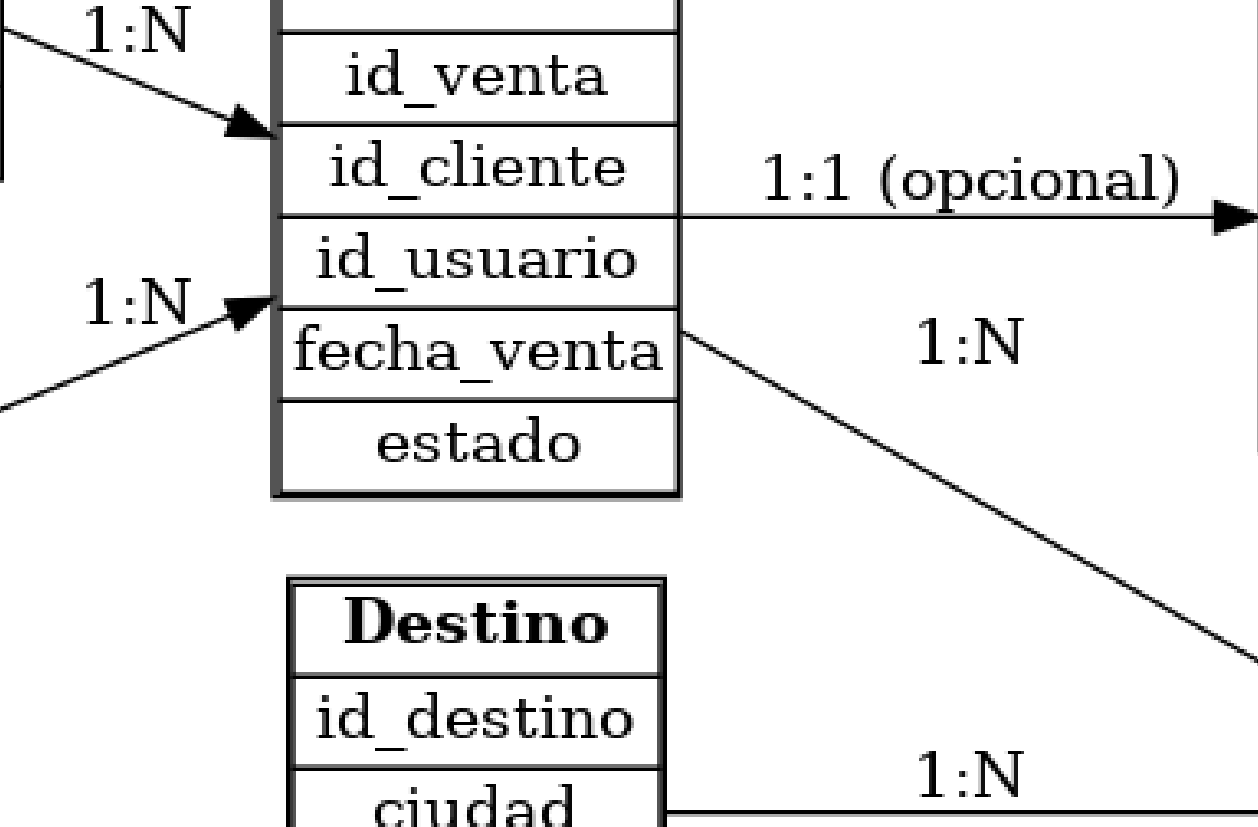 1:N
id_venta
id_cliente
1:1 (opcional)
id_usuario
1:N
1:N
fecha_venta
estado
Destino
id_destino
1:N
ciudad